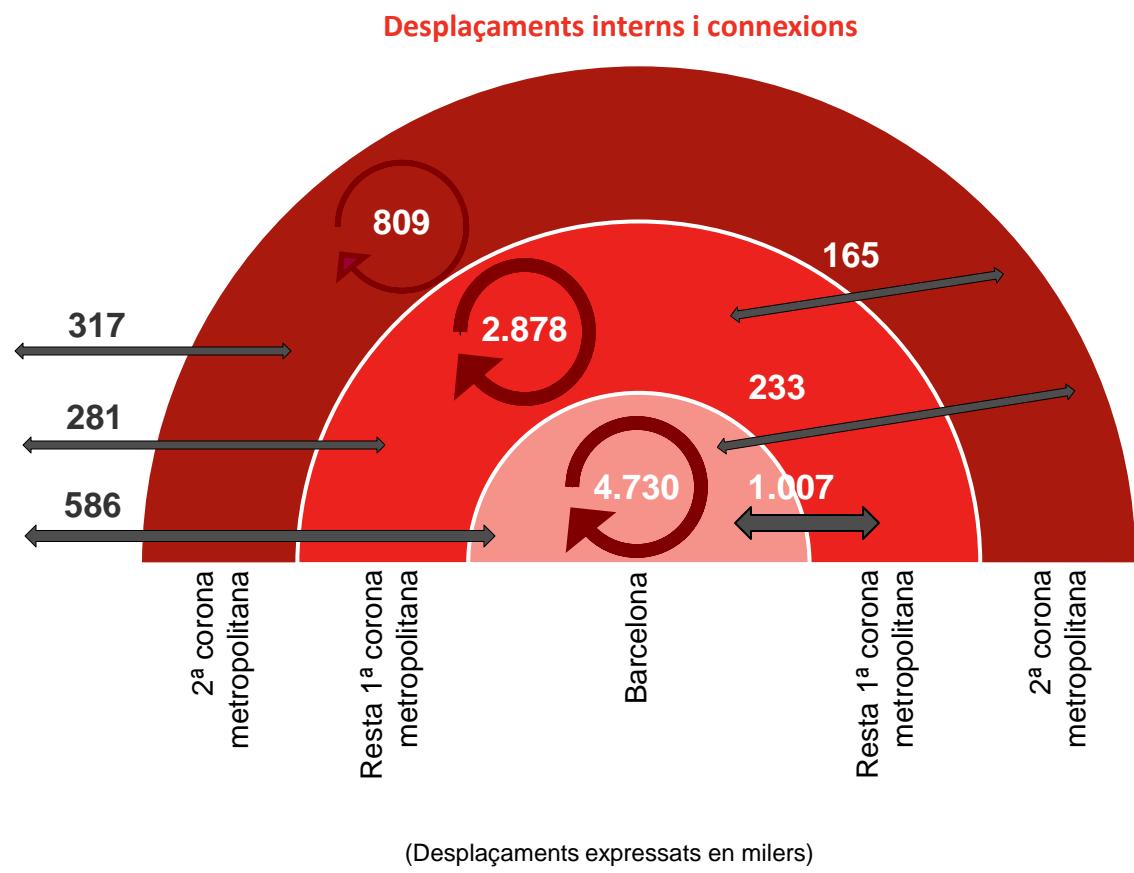 Desplaçaments interns i connexions
809
165
317
2.878
233
281
4.730
1.007
586
2ª corona
metropolitana
Resta 1ª corona
metropolitana
Barcelona
Resta 1ª corona
metropolitana
2ª corona
metropolitana
(Desplaçaments expressats en milers)